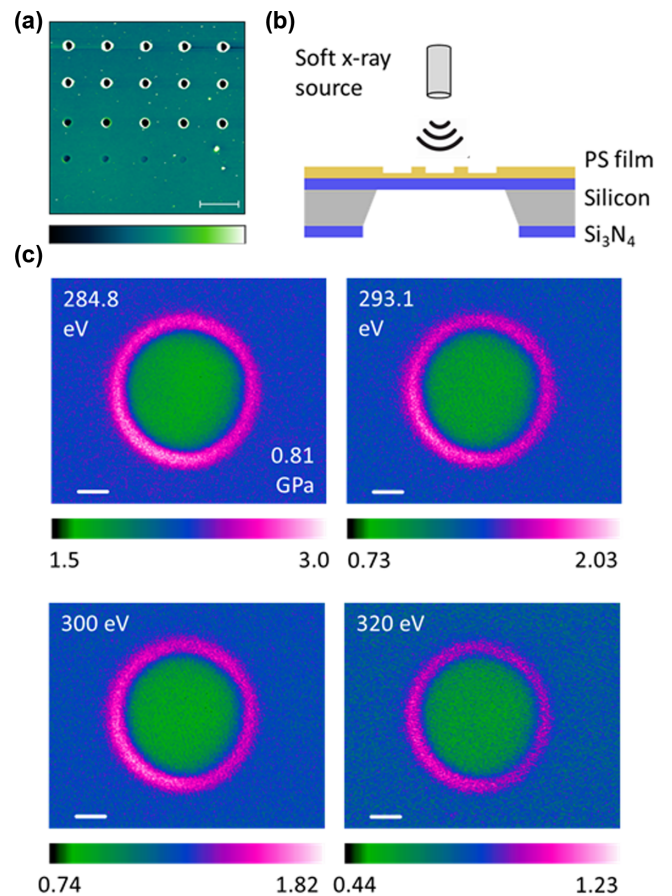 (a)
(b)
Soft x-ray
source
PS film
Silicon
Si₃N₄
(c)
284.8
eV
0.81
GPa
1.5
3.0
293.1
eV
0.73
2.03
300 eV
0.74
1.82
320 eV
0.44
1.23